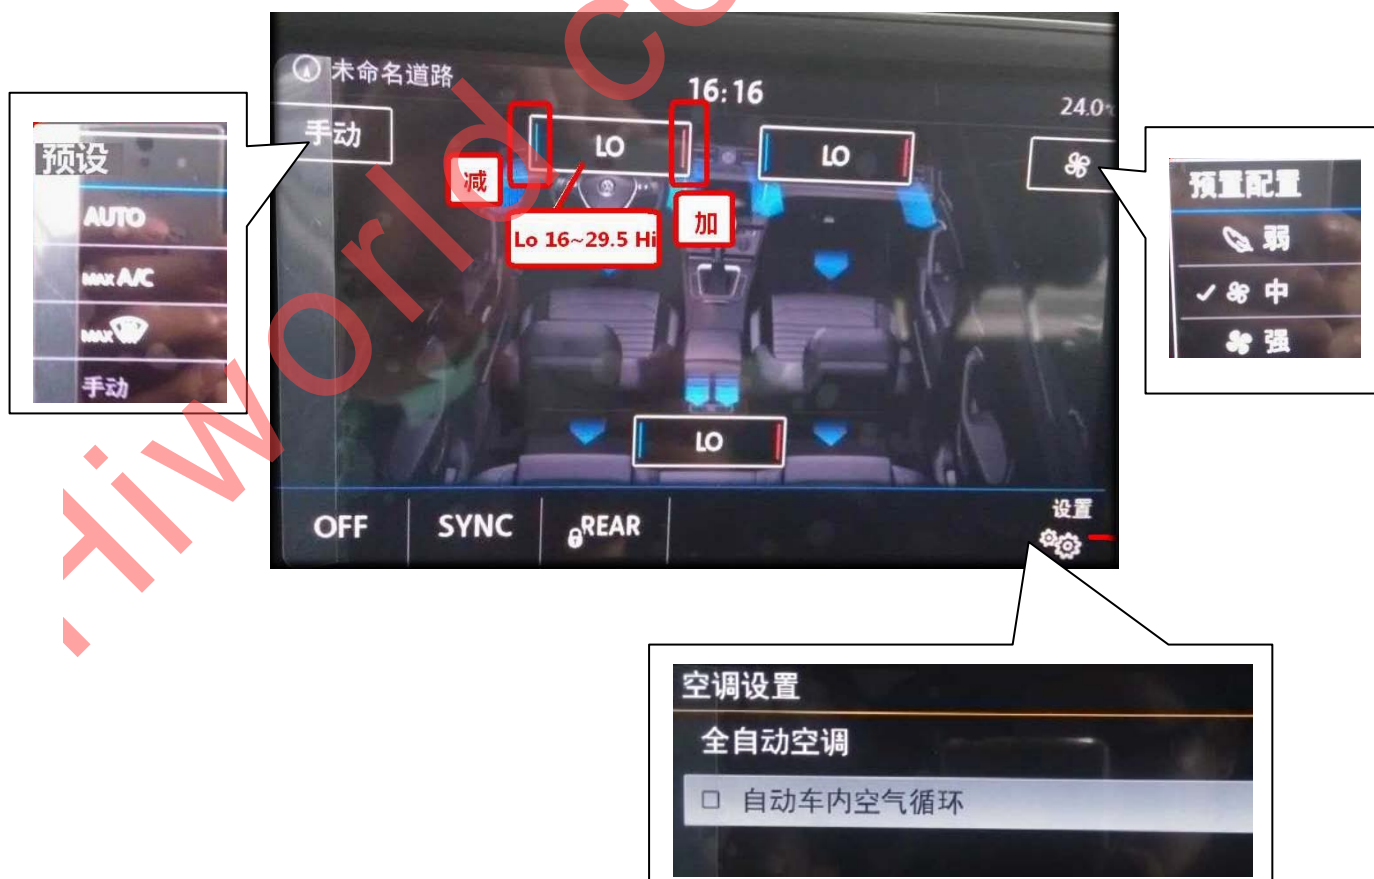 未命名道路
16:16
24.0
手动
LO
LO
减
加
Lo 16~29.5 Hi
预设
AUTO
MAX A/C
MAX
手动
预置配置
弱
中
强
LO
OFF
SYNC
REAR
设置
空调设置
全自动空调
自动车内空气循环
Hiworld co